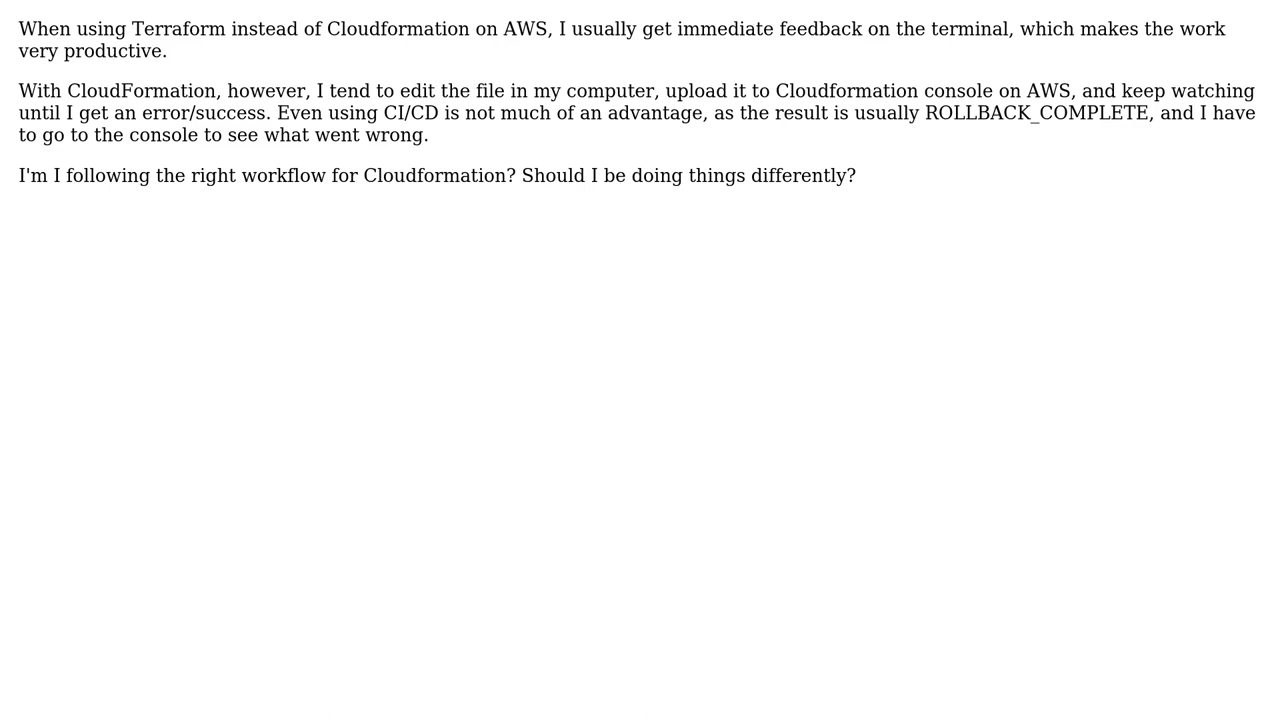 When using Terraform instead of Cloudformation on AWS, I usually get immediate feedback on the terminal, which makes the work
very productive.
With CloudFormation, however, I tend to edit the file in my computer, upload it to Cloudformation console on AWS, and keep watching
until I get an error/success. Even using CI/CD is not much of an advantage, as the result is usually ROLLBACK_COMPLETE, and I have
to go to the console to see what went wrong.
I'm I following the right workflow for Cloudformation? Should I be doing things differently?